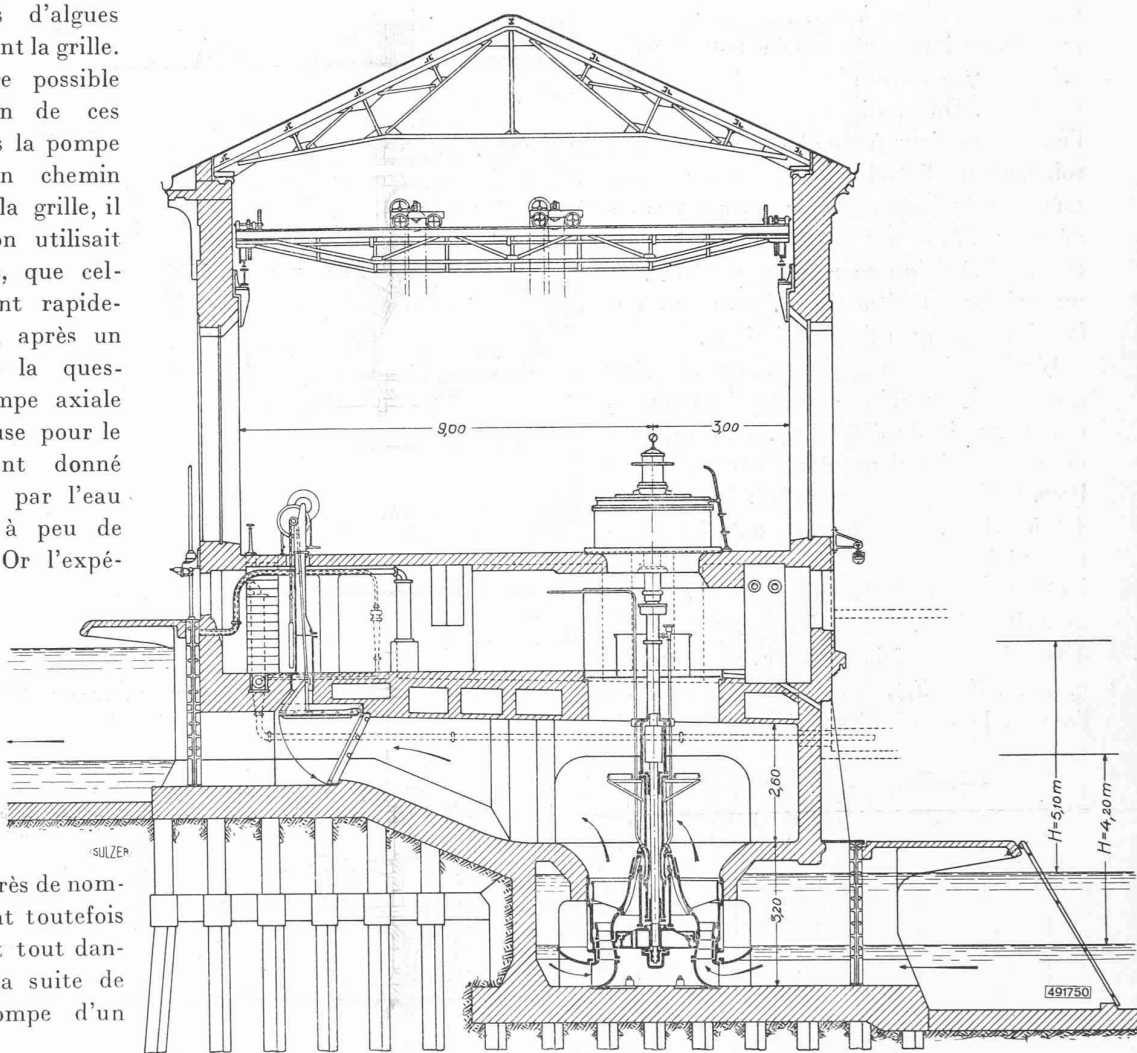 s d'algues
nt la grille.
e possible
n de ces
s la pompe
n chemin
la grille, il
on utilisait
s, que cel-
nt rapide-
après un
la ques-
mpe axiale
use pour le
nt donné
par l'eau
à peu de
Or l'expé-
9,00
3,00
2,60
3,20
H=5,10m
H=4,20m
SULZER
491750
rès de nom-
nt toutefois
t tout dan-
la suite de
ompe d'un